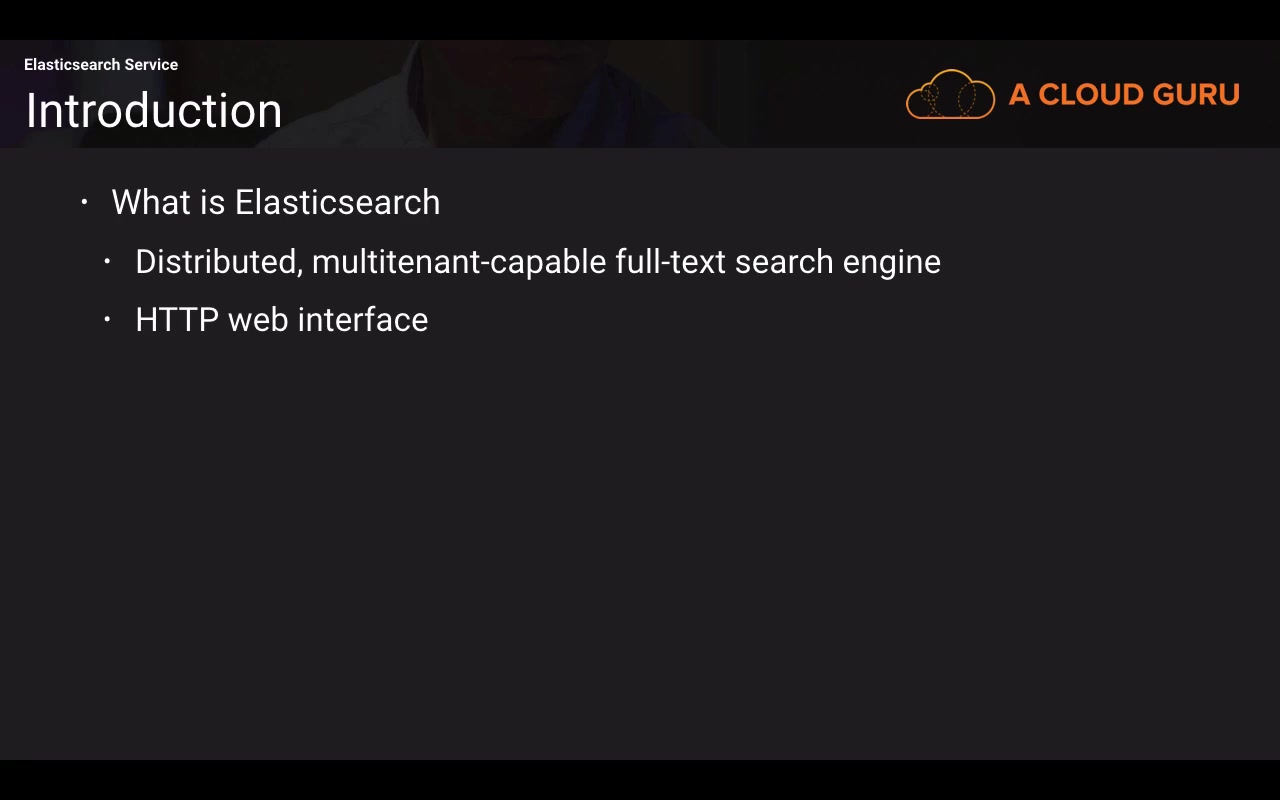 Elasticsearch Service
Introduction
A CLOUD GURU
• What is Elasticsearch
• Distributed, multitenant-capable full-text search engine
• HTTP web interface